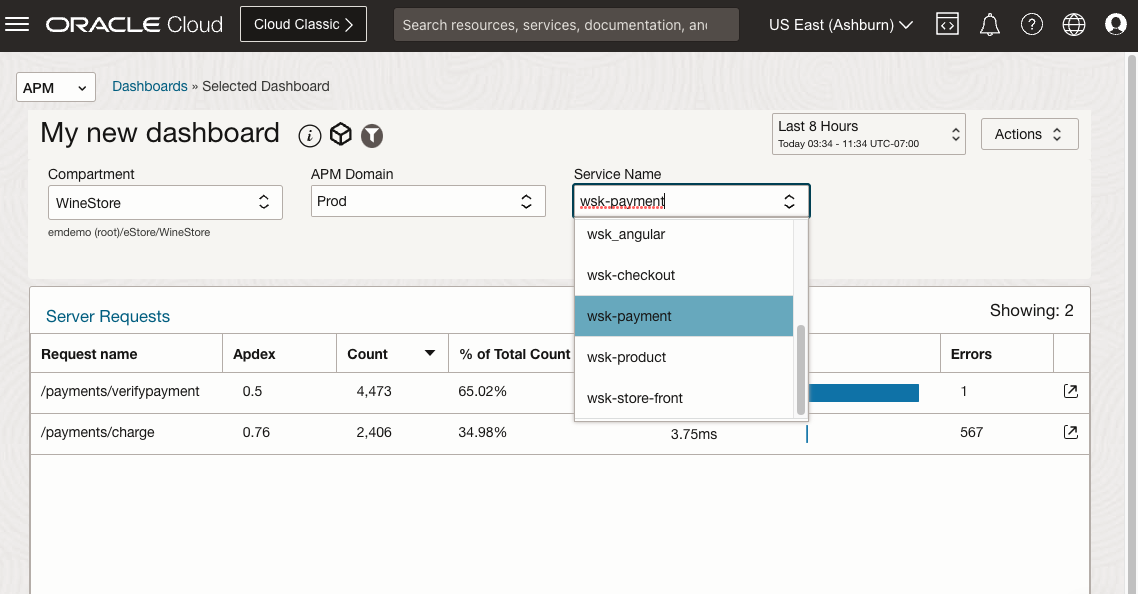 ORACLE Cloud
Cloud Classic
Search resources, services, documentation, and
US East (Ashburn)
APM
Dashboards » Selected Dashboard
My new dashboard
Last 8 Hours
Today 03:34 - 11:34 UTC-07:00
Actions
Compartment
APM Domain
Service Name
WineStore
Prod
wsk-payment
emdemo (root)/eStore/WineStore
wsk_angular
wsk-checkout
wsk-payment
wsk-product
wsk-store-front
Server Requests
Showing: 2
Request name Apdex Count % of Total Count Errors
/payments/verifypayment 0.5 4,473 65.02% 1
/payments/charge 0.76 2,406 34.98% 3.75ms 567